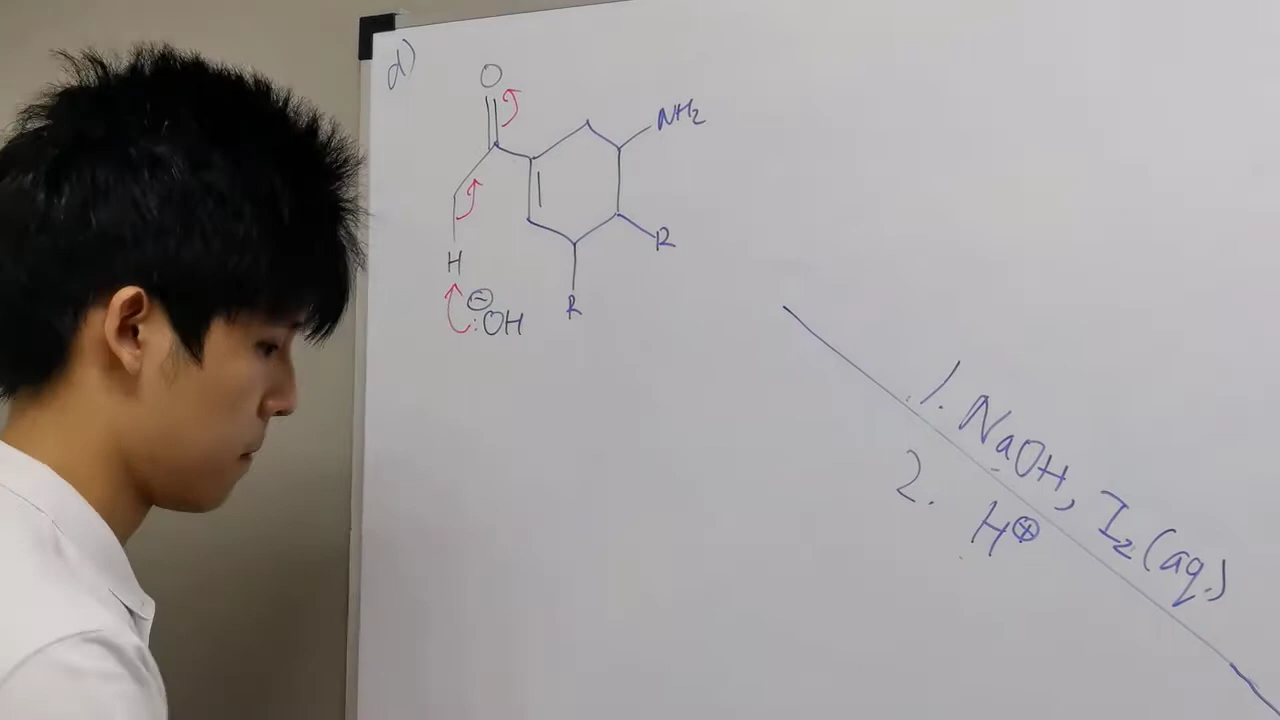 d)
O
NH₂
R
H
R
⊖
:OH
1. NaOH, I₂(aq.)
2. H⊕